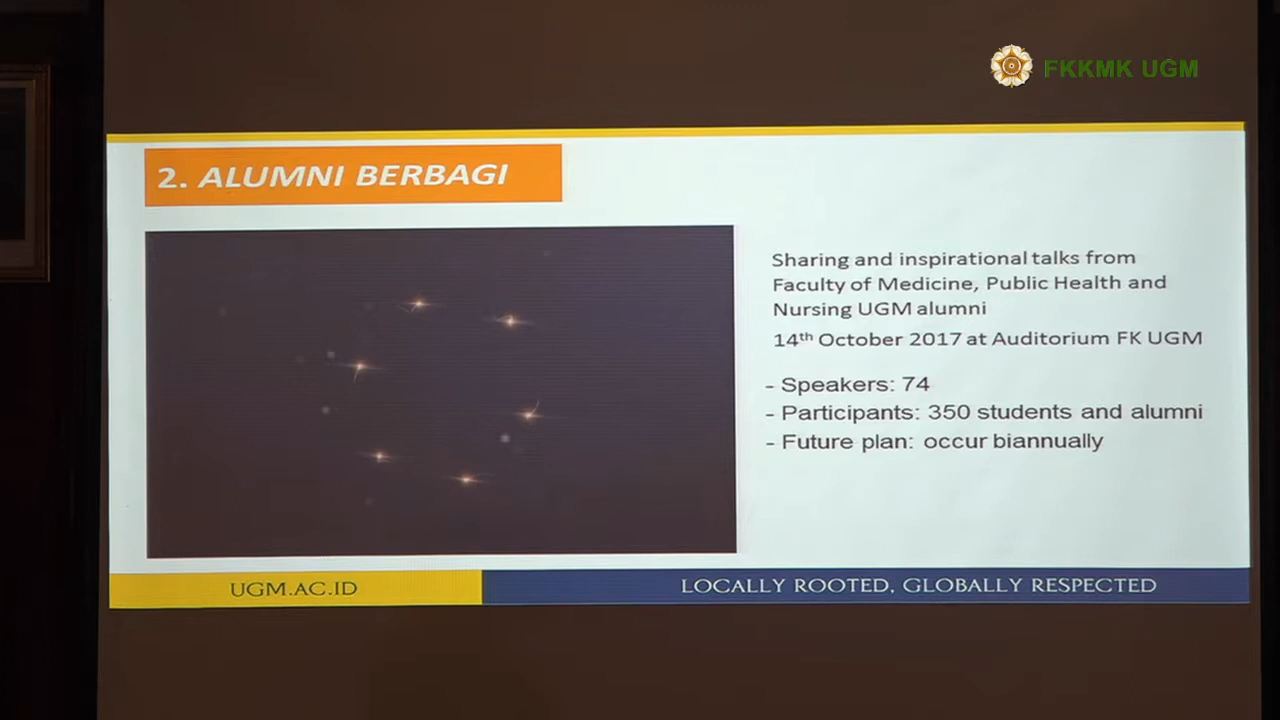 FKKMK UGM
2. ALUMNI BERBAGI
Sharing and inspirational talks from
Faculty of Medicine, Public Health and
Nursing UGM alumni
14th October 2017 at Auditorium FK UGM
- Speakers: 74
- Participants: 350 students and alumni
- Future plan: occur biannually
UGM.AC.ID
LOCALLY ROOTED, GLOBALLY RESPECTED